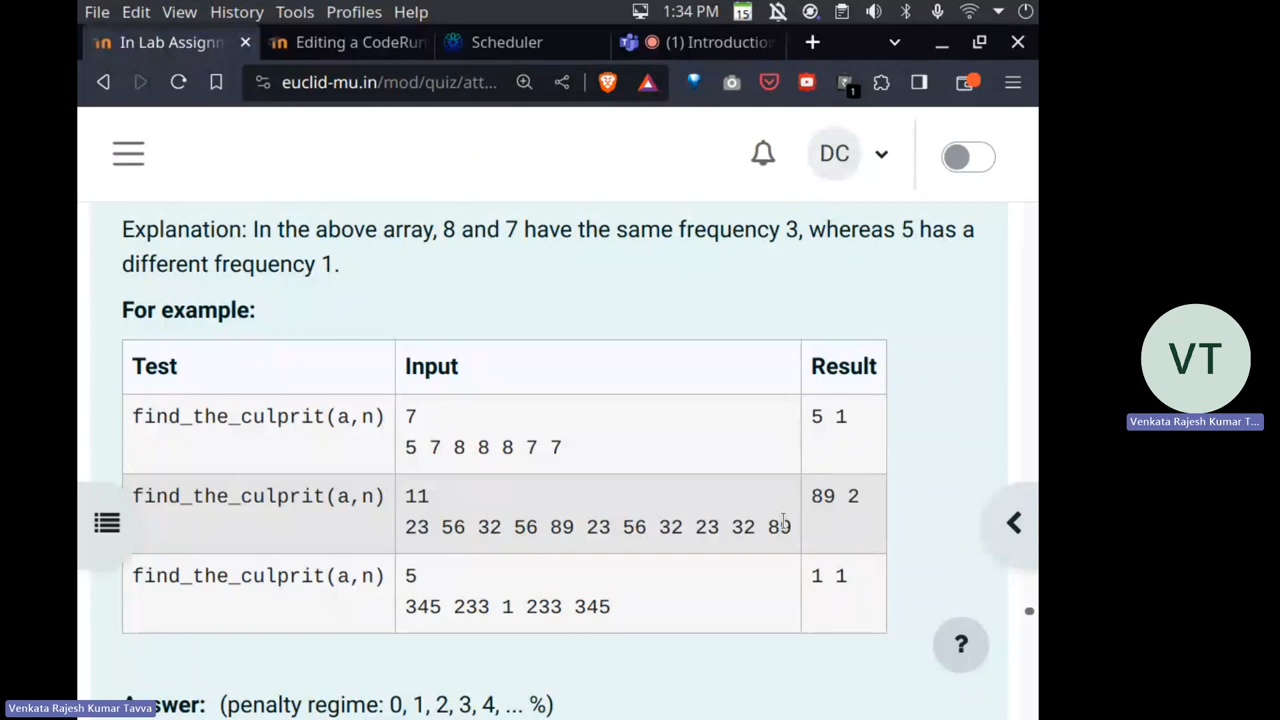 File Edit View History Tools Profiles Help
1:34 PM 15
In Lab Assignn
Editing a CodeRur
Scheduler
(1) Introductio
euclid-mu.in/mod/quiz/att...
1
DC
Explanation: In the above array, 8 and 7 have the same frequency 3, whereas 5 has a
different frequency 1.
For example:
Test Input Result
find_the_culprit(a,n) 7 5 1
5 7 8 8 8 7 7
find_the_culprit(a,n) 11 89 2
23 56 32 56 89 23 56 32 23 32 89
find_the_culprit(a,n) 5 1 1
345 233 1 233 345
?
Answer: (penalty regime: 0, 1, 2, 3, 4, ... %)
VT
Venkata Rajesh Kumar T...
Venkata Rajesh Kumar Tavva